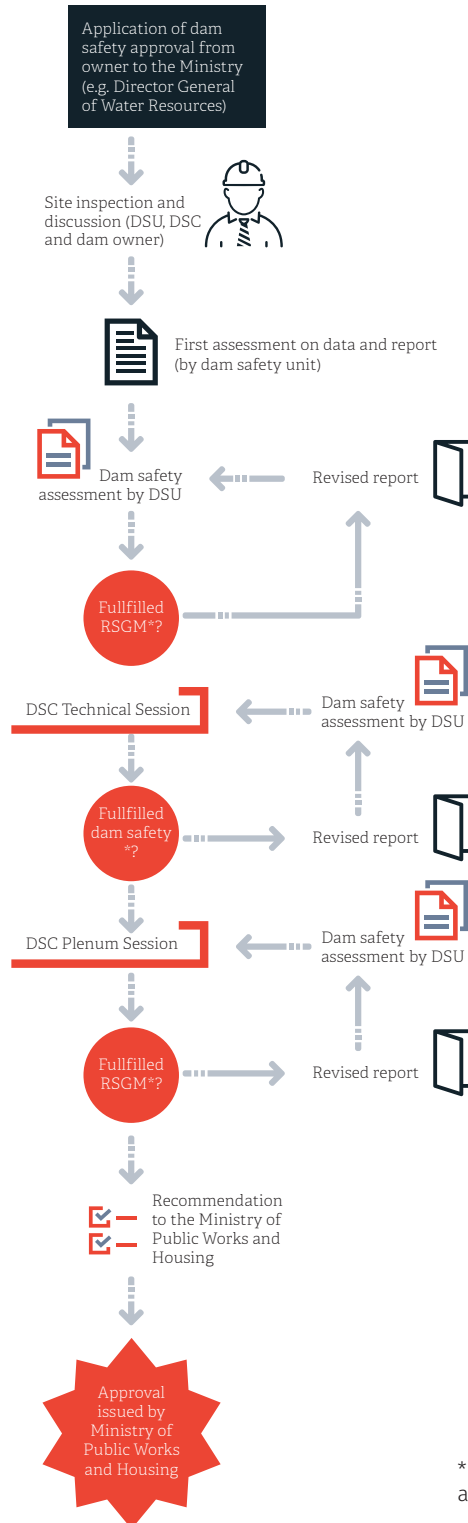 Application of dam
safety approval from
owner to the Ministry
(e.g. Director General
of Water Resources)
Site inspection and
discussion (DSU, DSC
and dam owner)
First assessment on data and report
(by dam safety unit)
Dam safety
assessment by DSU
Revised report
Fullfilled
RSGM*?
DSC Technical Session
Dam safety
assessment by DSU
Fullfilled
dam safety
*?
Revised report
DSC Plenum Session
Dam safety
assessment by DSU
Fullfilled
RSGM*?
Revised report
Recommendation
to the Ministry of
Public Works and
Housing
Approval
issued by
Ministry of
Public Works
and Housing
*
a